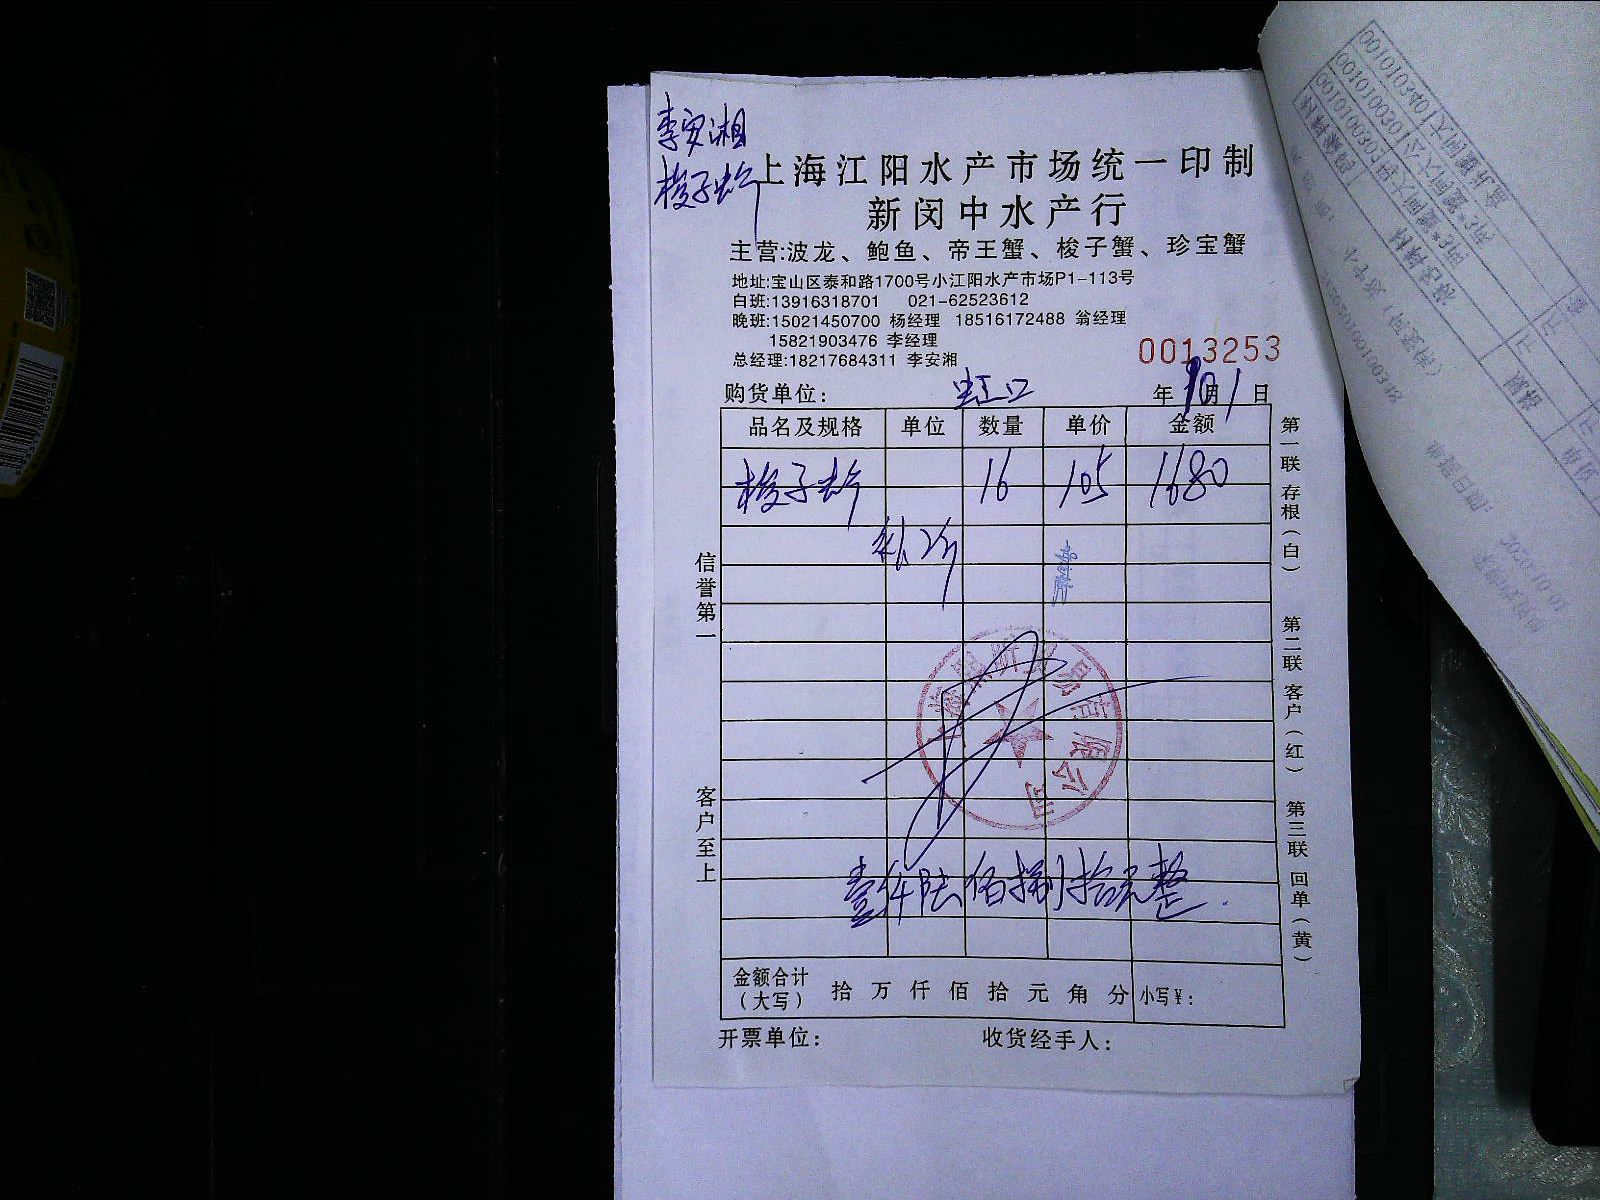 李安湘
梭子蟹
上海江阳水产市场统一印制
新闵中水产行
主营:波龙、鲍鱼、帝王蟹、梭子蟹、珍宝蟹
地址:宝山区泰和路1700号小江阳水产市场P1-113号
白班:13916318701 021-62523612
晚班:15021450700 杨经理 18516172488 翁经理
15821903476 李经理
总经理:18217684311 李安湘
0013253
购货单位: 虹口 年 10月1日
品名及规格 单位 数量 单价 金额
梭子蟹 16 105 1680
壹仟陆佰捌拾元整
金额合计
(大写) 拾 万 仟 佰 拾 元 角 分 小写¥:
开票单位: 收货经手人:
信誉第一
客户至上
第一联 存根(白)
第二联 客户(红)
第三联 回单(黄)
贸易有限公司